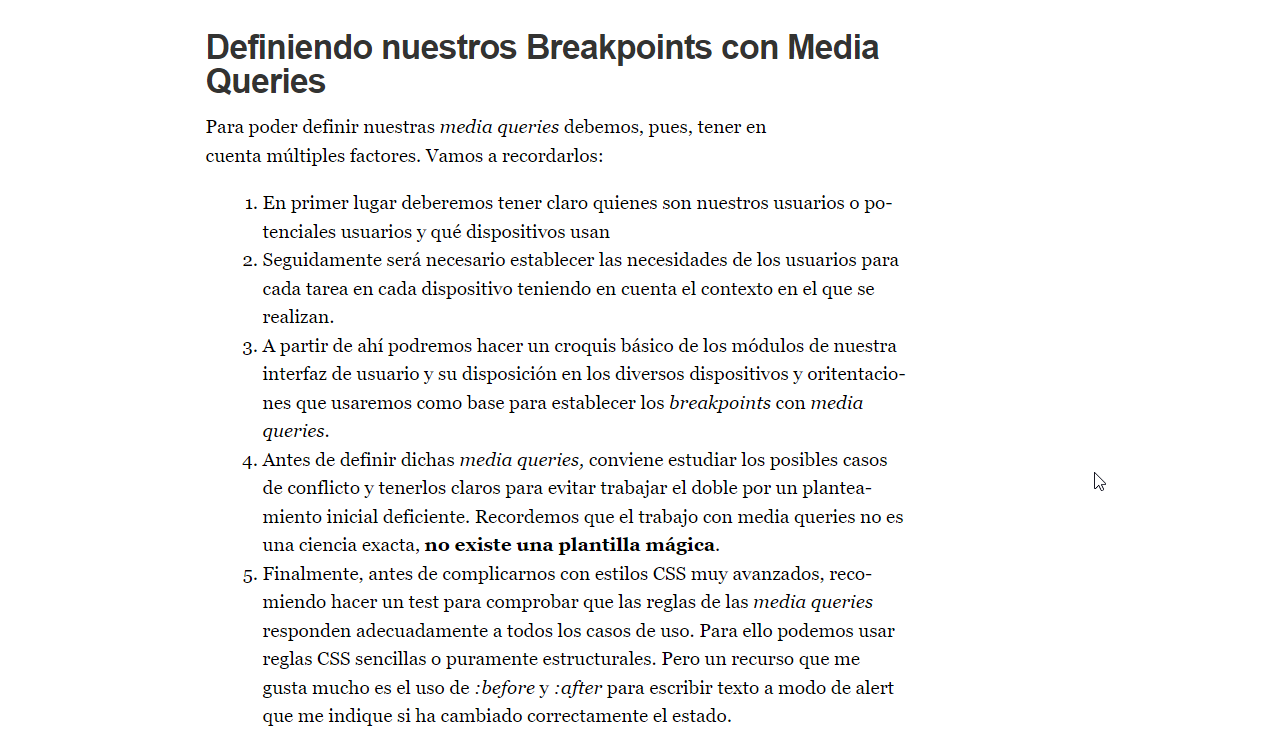 Definiendo nuestros Breakpoints con Media
Queries
Para poder definir nuestras media queries debemos, pues, tener en
cuenta múltiples factores. Vamos a recordarlos:
1. En primer lugar deberemos tener claro quienes son nuestros usuarios o po-
tenciales usuarios y qué dispositivos usan
2. Seguidamente será necesario establecer las necesidades de los usuarios para
cada tarea en cada dispositivo teniendo en cuenta el contexto en el que se
realizan.
3. A partir de ahí podremos hacer un croquis básico de los módulos de nuestra
interfaz de usuario y su disposición en los diversos dispositivos y oritentacio-
nes que usaremos como base para establecer los breakpoints con media
queries.
4. Antes de definir dichas media queries, conviene estudiar los posibles casos
de conflicto y tenerlos claros para evitar trabajar el doble por un plantea-
miento inicial deficiente. Recordemos que el trabajo con media queries no es
una ciencia exacta, no existe una plantilla mágica.
5. Finalmente, antes de complicarnos con estilos CSS muy avanzados, reco-
miendo hacer un test para comprobar que las reglas de las media queries
responden adecuadamente a todos los casos de uso. Para ello podemos usar
reglas CSS sencillas o puramente estructurales. Pero un recurso que me
gusta mucho es el uso de :before y :after para escribir texto a modo de alert
que me indique si ha cambiado correctamente el estado.